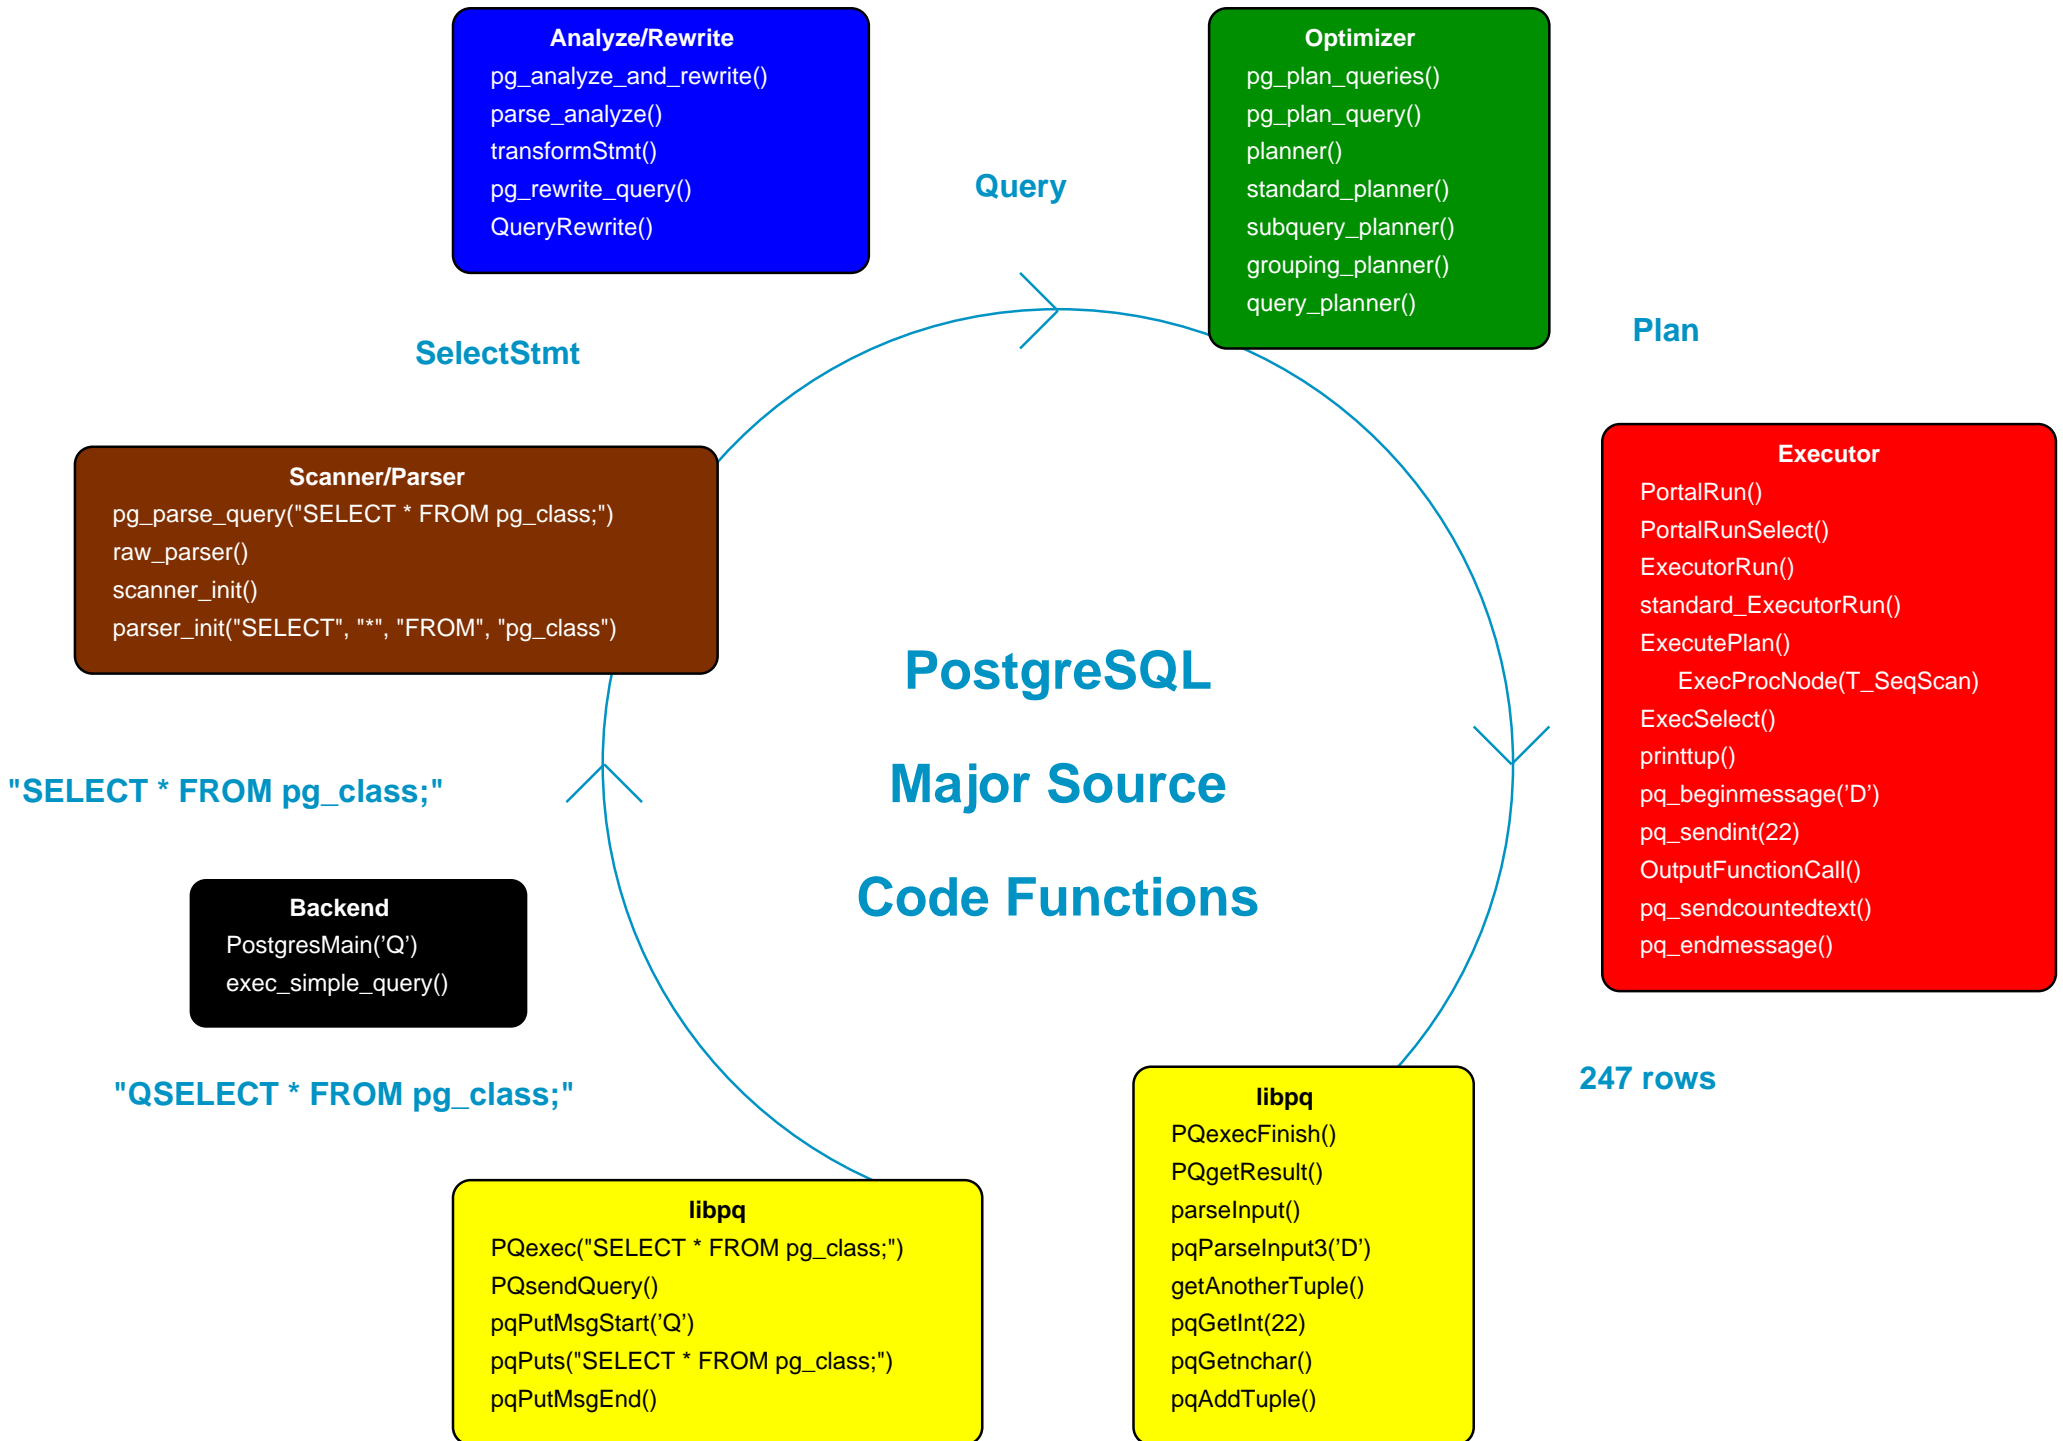 Analyze/Rewrite
pg_analyze_and_rewrite()
parse_analyze()
transformStmt()
pg_rewrite_query()
QueryRewrite()
Query
Optimizer
pg_plan_queries()
pg_plan_query()
planner()
standard_planner()
subquery_planner()
grouping_planner()
query_planner()
SelectStmt
Plan
Scanner/Parser
pg_parse_query("SELECT * FROM pg_class;")
raw_parser()
scanner_init()
parser_init("SELECT", "*", "FROM", "pg_class")
PostgreSQL
Major Source
Code Functions
Executor
PortalRun()
PortalRunSelect()
ExecutorRun()
standard_ExecutorRun()
ExecutePlan()
ExecProcNode(T_SeqScan)
ExecSelect()
printtup()
pq_beginmessage(’D’)
pq_sendint(22)
OutputFunctionCall()
pq_sendcountedtext()
pq_endmessage()
"SELECT * FROM pg_class;"
Backend
PostgresMain(’Q’)
exec_simple_query()
"QSELECT * FROM pg_class;"
247 rows
libpq
PQexec("SELECT * FROM pg_class;")
PQsendQuery()
pqPutMsgStart(’Q’)
pqPuts("SELECT * FROM pg_class;")
pqPutMsgEnd()
libpq
PQexecFinish()
PQgetResult()
parseInput()
pqParseInput3(’D’)
getAnotherTuple()
pqGetInt(22)
pqGetnchar()
pqAddTuple()